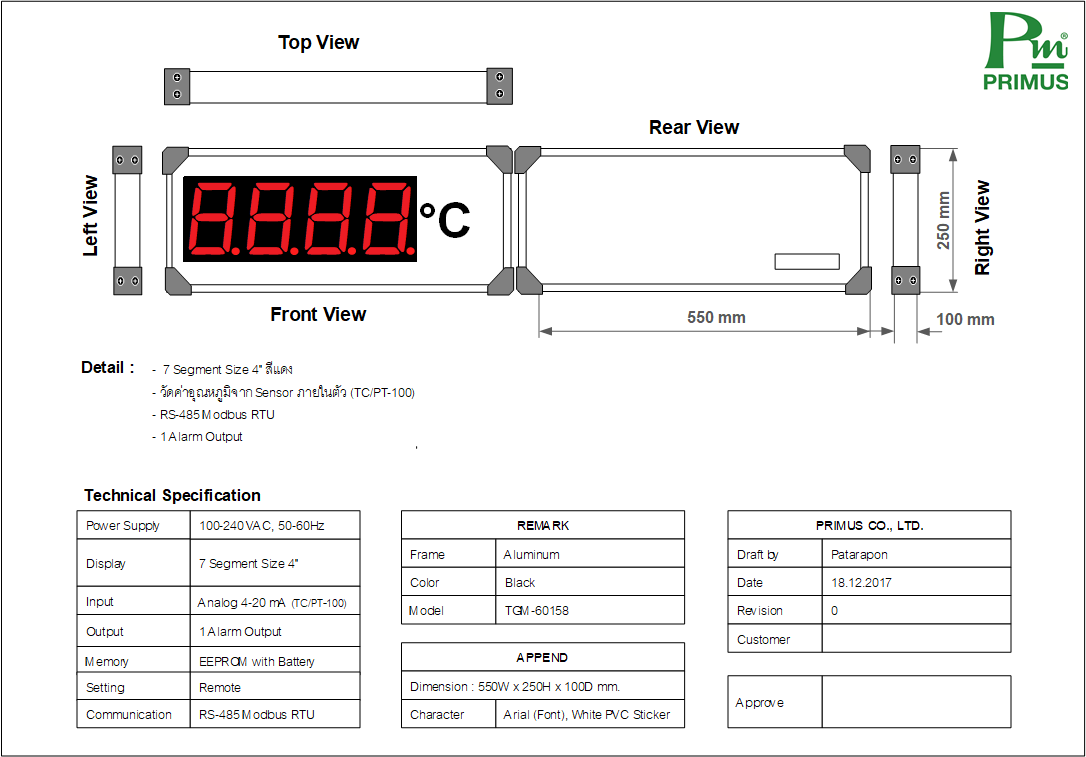 Pm®
PRIMUS
Top View
Rear View
Left View
8.8.8.8. °C
250 mm
Right View
Front View
550 mm
100 mm
Detail :
- 7 Segment Size 4" สีแดง
- วัดค่าอุณหภูมิจาก Sensor ภายในตัว (TC/PT-100)
- RS-485 Modbus RTU
- 1 Alarm Output
Technical Specification
Power Supply 100-240 VAC, 50-60Hz
Display 7 Segment Size 4"
Input Analog 4-20 mA (TC/PT-100)
Output 1 Alarm Output
Memory EEPROM with Battery
Setting Remote
Communication RS-485 Modbus RTU
REMARK
Frame Aluminum
Color Black
Model TGM-60158
APPEND
Dimension : 550W x 250H x 100D mm.
Character Arial (Font), White PVC Sticker
PRIMUS CO., LTD.
Draft by Patarapon
Date 18.12.2017
Revision 0
Customer
Approve